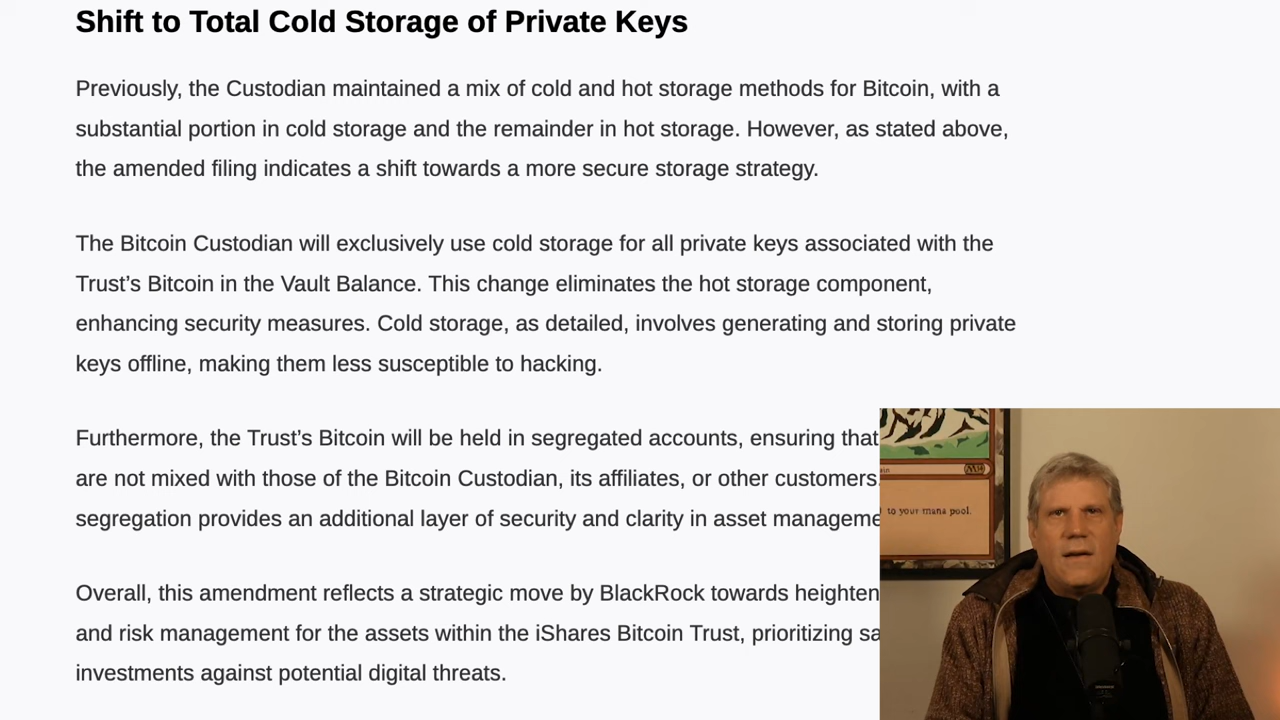 Shift to Total Cold Storage of Private Keys
Previously, the Custodian maintained a mix of cold and hot storage methods for Bitcoin, with a
substantial portion in cold storage and the remainder in hot storage. However, as stated above,
the amended filing indicates a shift towards a more secure storage strategy.
The Bitcoin Custodian will exclusively use cold storage for all private keys associated with the
Trust’s Bitcoin in the Vault Balance. This change eliminates the hot storage component,
enhancing security measures. Cold storage, as detailed, involves generating and storing private
keys offline, making them less susceptible to hacking.
Furthermore, the Trust’s Bitcoin will be held in segregated accounts, ensuring that
are not mixed with those of the Bitcoin Custodian, its affiliates, or other customers.
segregation provides an additional layer of security and clarity in asset manageme
Overall, this amendment reflects a strategic move by BlackRock towards heighten
and risk management for the assets within the iShares Bitcoin Trust, prioritizing sa
investments against potential digital threats.
to your mana pool.